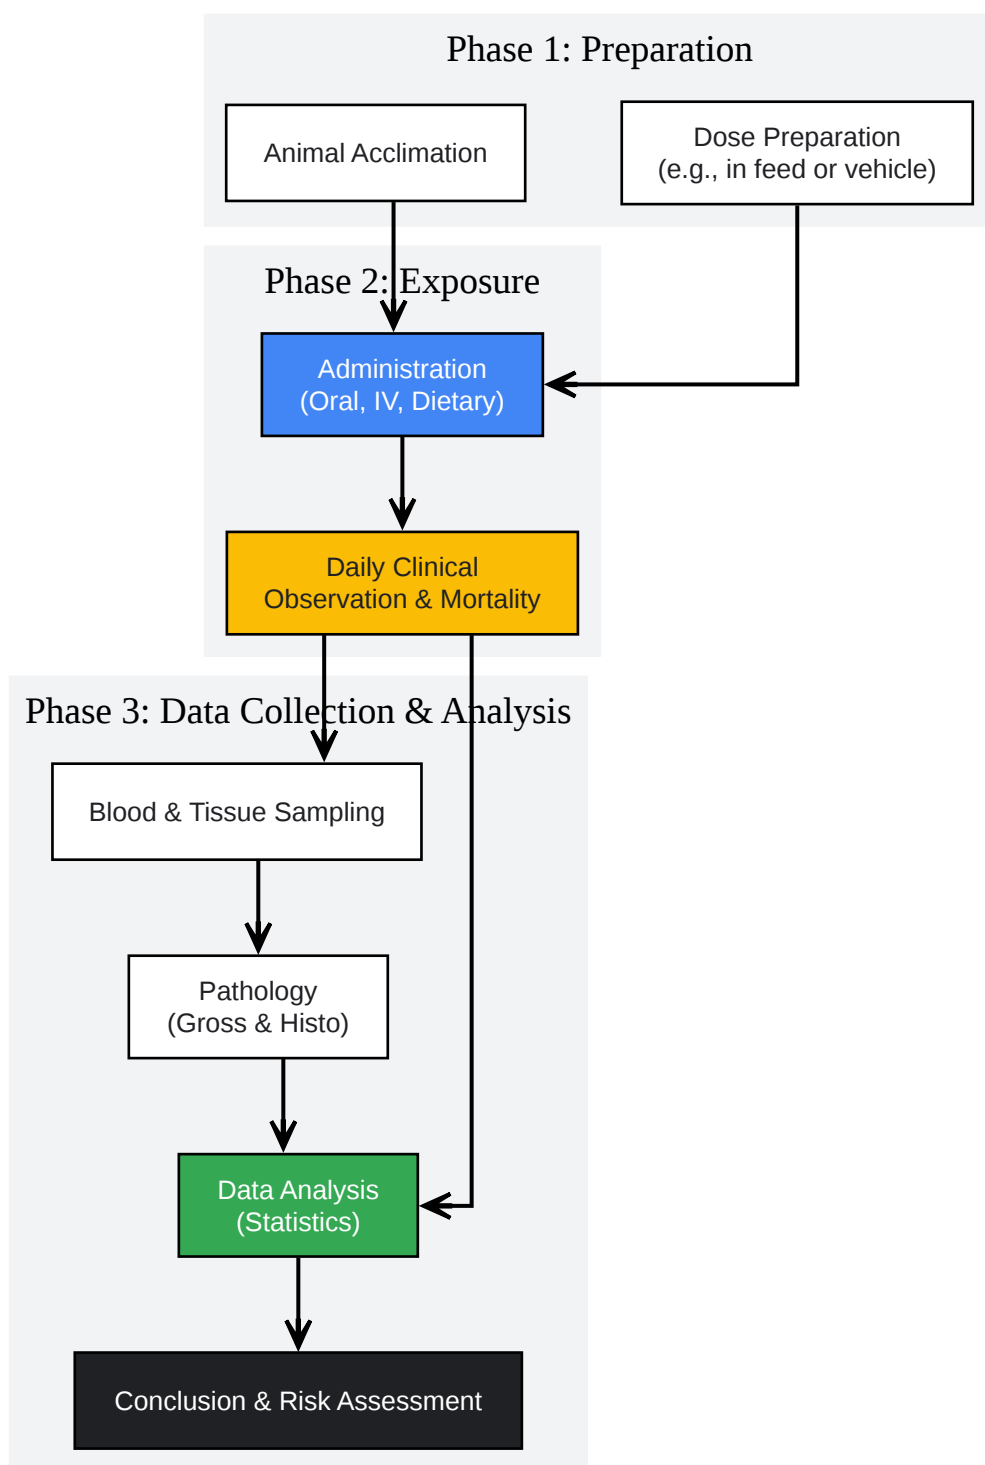 Phase 1: Preparation
Animal Acclimation
Dose Preparation
(e.g., in feed or vehicle)
Phase 2: Exposure
Administration
(Oral, IV, Dietary)
Daily Clinical
Observation & Mortality
Phase 3: Data Collection & Analysis
Blood & Tissue Sampling
Pathology
(Gross & Histo)
Data Analysis
(Statistics)
Conclusion & Risk Assessment